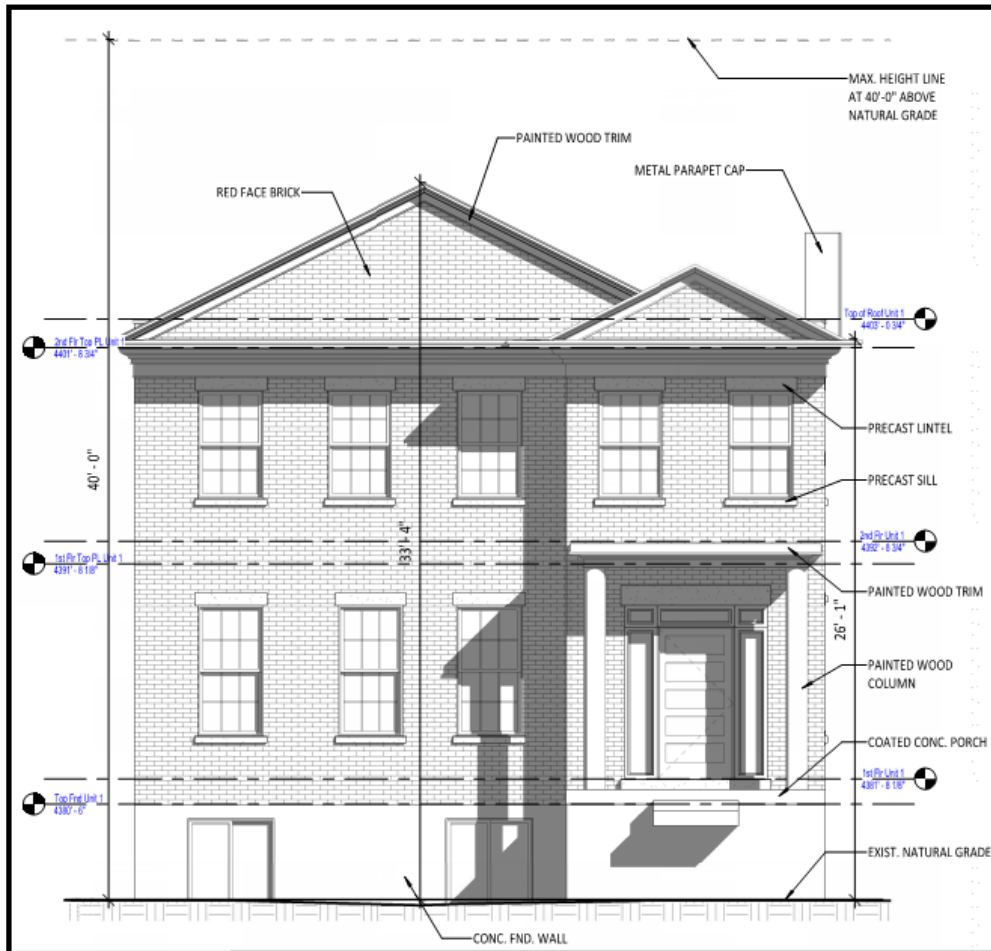 MAX. HEIGHT LINE
AT 40'-0" ABOVE
NATURAL GRADE
PAINTED WOOD TRIM
METAL PARAPET CAP
RED FACE BRICK
Top of Roof Unit 1
4403' - 0 3/4"
2nd Flr Top PL Unit 1
4401' - 8 3/4"
PRECAST LINTEL
40' - 0"
PRECAST SILL
33' - 4"
2nd Flr Unit 1
4392' - 8 3/4"
1st Flr Top PL Unit 1
4391' - 8 1/8"
PAINTED WOOD TRIM
26' - 1"
PAINTED WOOD
COLUMN
COATED CONC. PORCH
1st Flr Unit 1
4381' - 8 1/8"
Top Fnd Unit 1
4380' - 6"
EXIST. NATURAL GRADE
CONC. FND. WALL